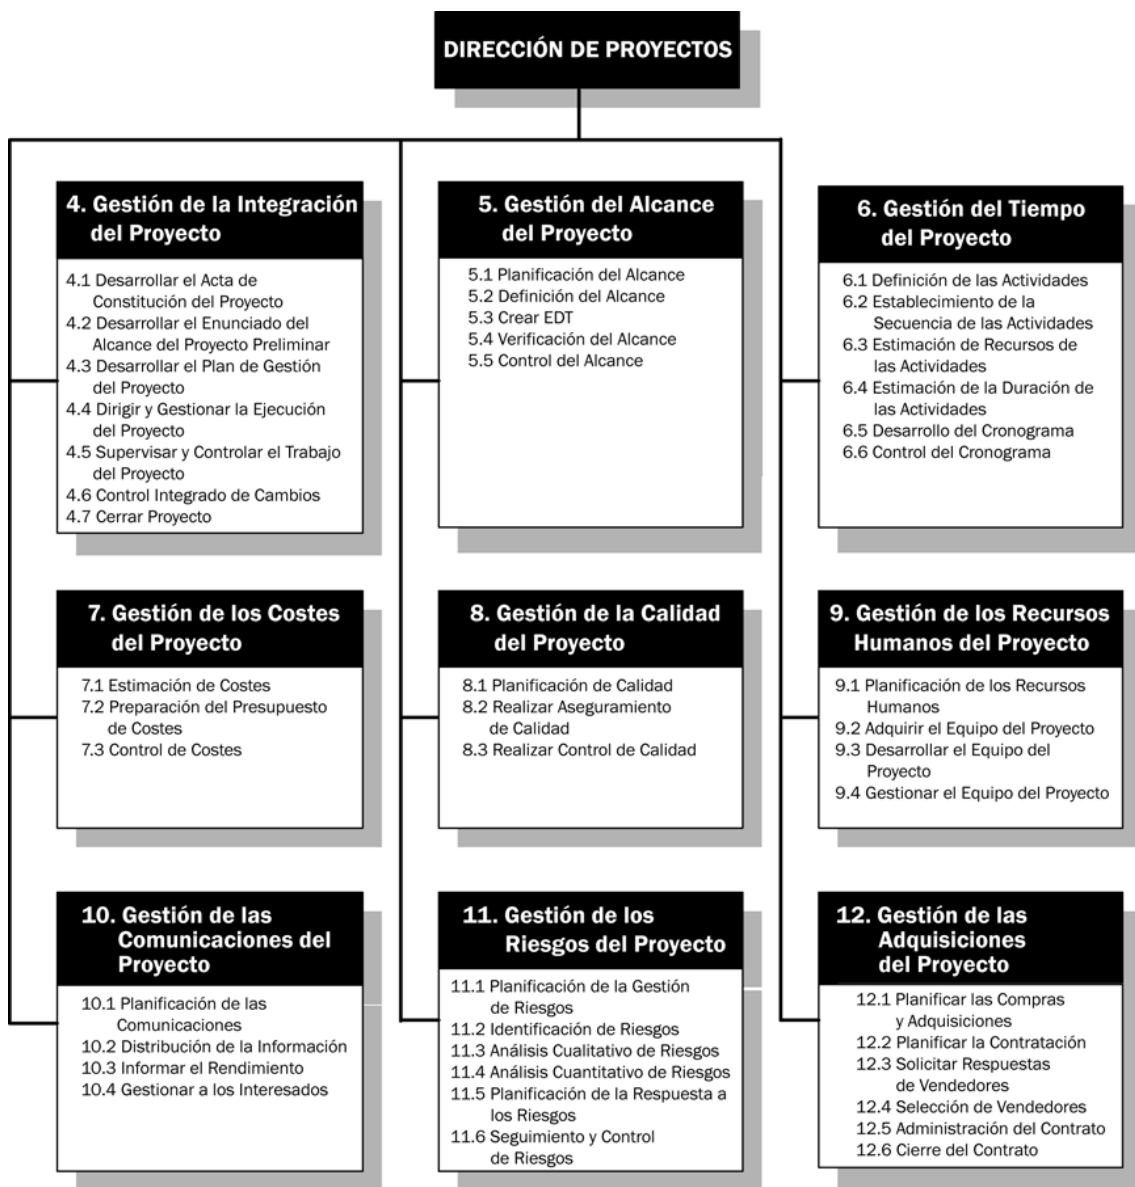 DIRECCIÓN DE PROYECTOS
4. Gestión de la Integración
del Proyecto
4.1 Desarrollar el Acta de
Constitución del Proyecto
4.2 Desarrollar el Enunciado del
Alcance del Proyecto Preliminar
4.3 Desarrollar el Plan de Gestión
del Proyecto
4.4 Dirigir y Gestionar la Ejecución
del Proyecto
4.5 Supervisar y Controlar el Trabajo
del Proyecto
4.6 Control Integrado de Cambios
4.7 Cerrar Proyecto
5. Gestión del Alcance
del Proyecto
5.1 Planificación del Alcance
5.2 Definición del Alcance
5.3 Crear EDT
5.4 Verificación del Alcance
5.5 Control del Alcance
6. Gestión del Tiempo
del Proyecto
6.1 Definición de las Actividades
6.2 Establecimiento de la
Secuencia de las Actividades
6.3 Estimación de Recursos de
las Actividades
6.4 Estimación de la Duración de
las Actividades
6.5 Desarrollo del Cronograma
6.6 Control del Cronograma
7. Gestión de los Costes
del Proyecto
7.1 Estimación de Costes
7.2 Preparación del Presupuesto
de Costes
7.3 Control de Costes
8. Gestión de la Calidad
del Proyecto
8.1 Planificación de Calidad
8.2 Realizar Aseguramiento
de Calidad
8.3 Realizar Control de Calidad
9. Gestión de los Recursos
Humanos del Proyecto
9.1 Planificación de los Recursos
Humanos
9.2 Adquirir el Equipo del Proyecto
9.3 Desarrollar el Equipo del
Proyecto
9.4 Gestionar el Equipo del Proyecto
10. Gestión de las
Comunicaciones del
Proyecto
10.1 Planificación de las
Comunicaciones
10.2 Distribución de la Información
10.3 Informar el Rendimiento
10.4 Gestionar a los Interesados
11. Gestión de los
Riesgos del Proyecto
11.1 Planificación de la Gestión
de Riesgos
11.2 Identificación de Riesgos
11.3 Análisis Cualitativo de Riesgos
11.4 Análisis Cuantitativo de Riesgos
11.5 Planificación de la Respuesta a
los Riesgos
11.6 Seguimiento y Control
de Riesgos
12. Gestión de las
Adquisiciones
del Proyecto
12.1 Planificar las Compras
y Adquisiciones
12.2 Planificar la Contratación
12.3 Solicitar Respuestas
de Vendedores
12.4 Selección de Vendedores
12.5 Administración del Contrato
12.6 Cierre del Contrato